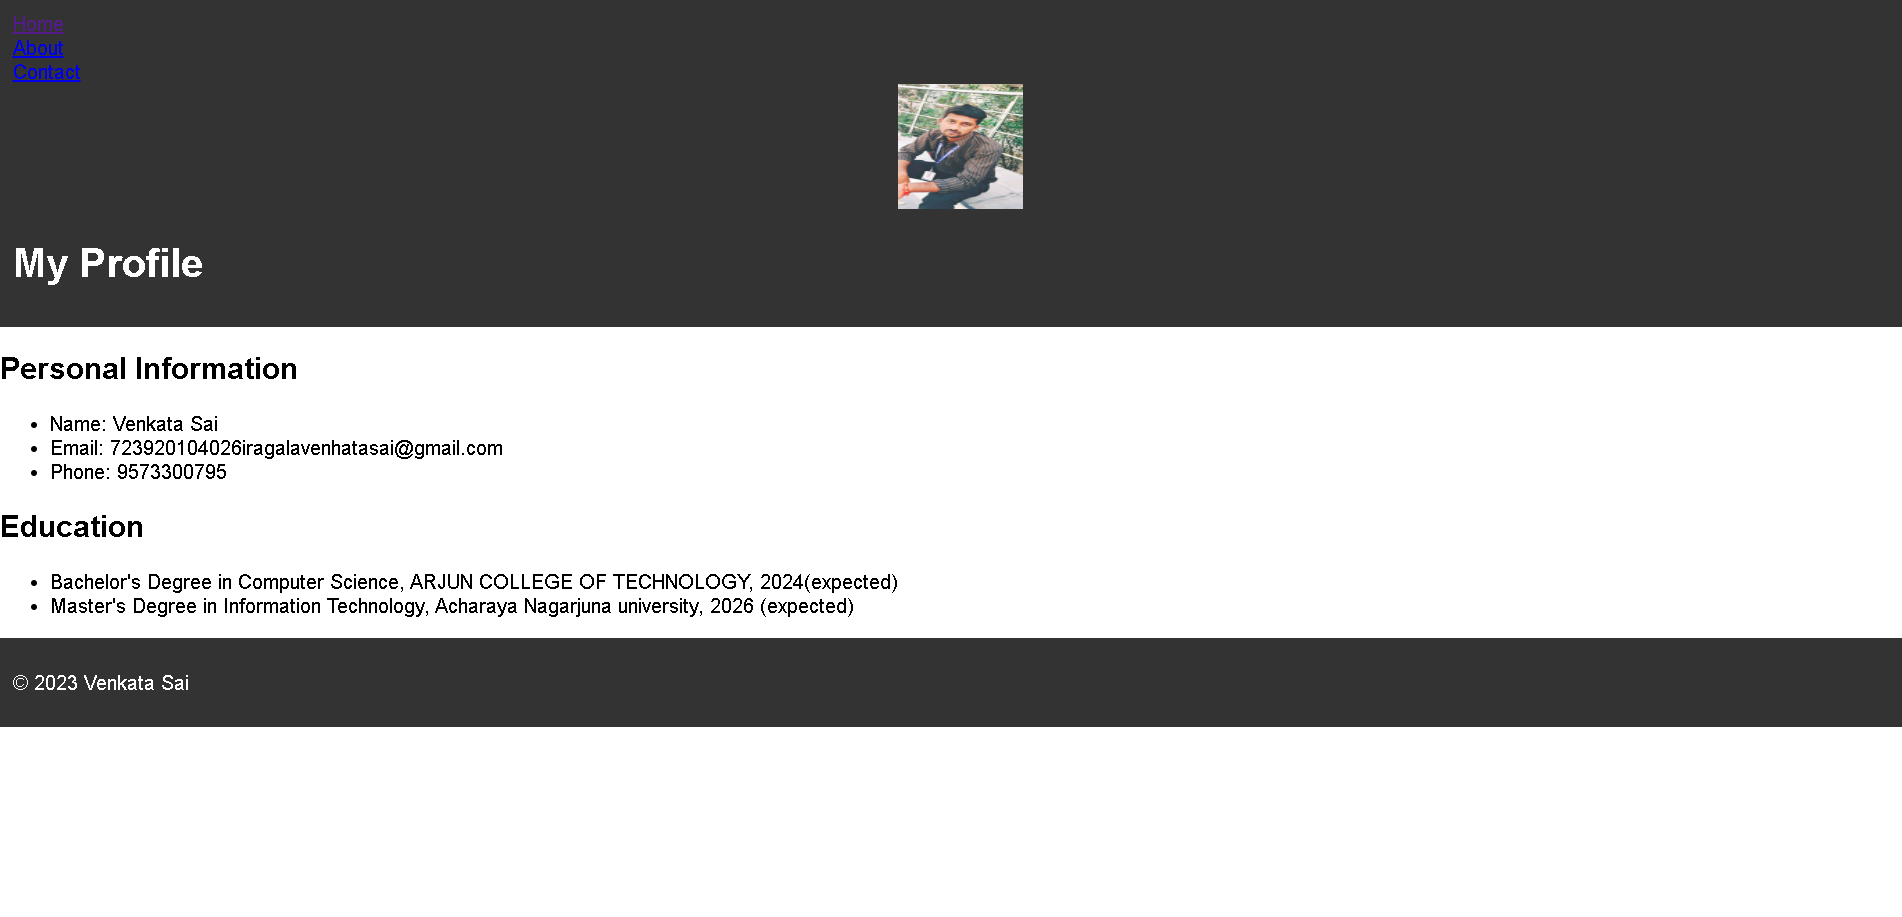 Home
About
Contact
My Profile
Personal Information
Name: Venkata Sai
Email: 723920104026iragalavenhatasai@gmail.com
Phone: 9573300795
Education
Bachelor's Degree in Computer Science, ARJUN COLLEGE OF TECHNOLOGY, 2024(expected)
Master's Degree in Information Technology, Acharaya Nagarjuna university, 2026 (expected)
© 2023 Venkata Sai